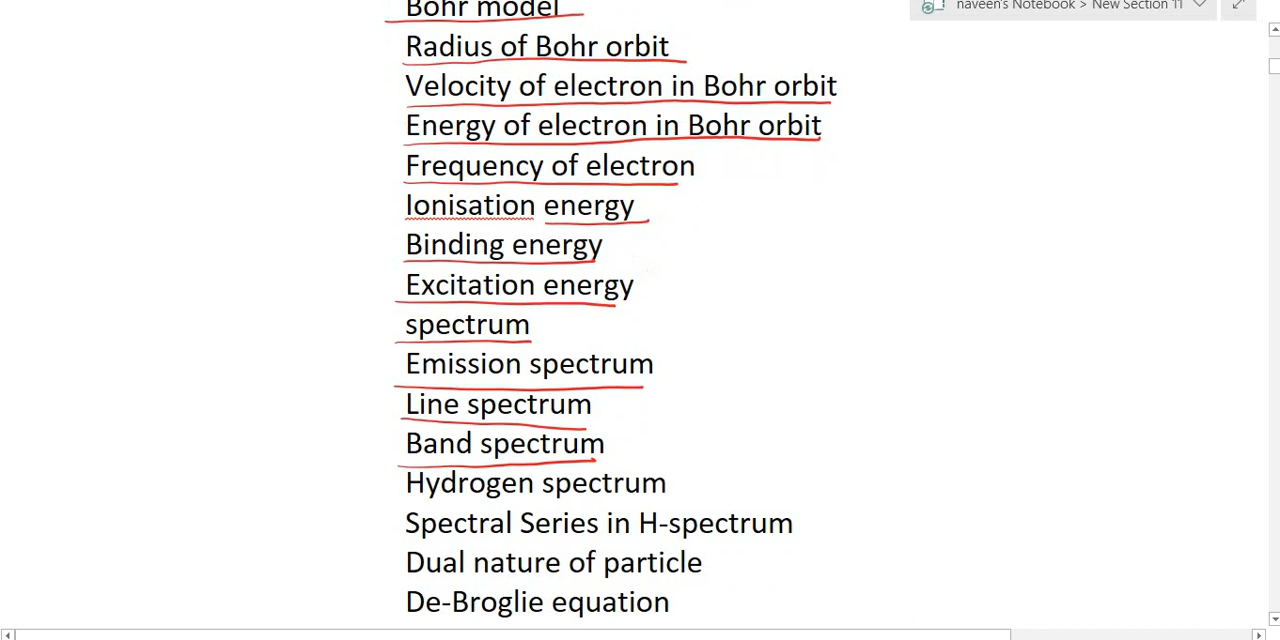 naveen's Notebook > New Section 11
Bohr model
Radius of Bohr orbit
Velocity of electron in Bohr orbit
Energy of electron in Bohr orbit
Frequency of electron
Ionisation energy
Binding energy
Excitation energy
spectrum
Emission spectrum
Line spectrum
Band spectrum
Hydrogen spectrum
Spectral Series in H-spectrum
Dual nature of particle
De-Broglie equation